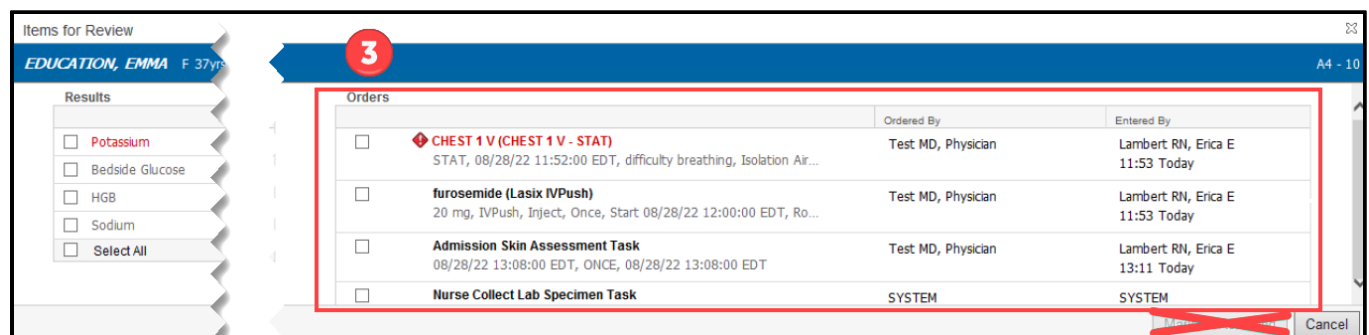 Items for Review
EDUCATION, EMMA F 37yrs
3
A4 - 10
Results
Potassium
Bedside Glucose
HGB
Sodium
Select All
Orders
Ordered By Entered By
CHEST 1 V (CHEST 1 V - STAT) Test MD, Physician Lambert RN, Erica E
STAT, 08/28/22 11:52:00 EDT, difficulty breathing, Isolation Air... 11:53 Today
furosemide (Lasix IVPush) Test MD, Physician Lambert RN, Erica E
20 mg, IVPush, Inject, Once, Start 08/28/22 12:00:00 EDT, Ro... 11:53 Today
Admission Skin Assessment Task Test MD, Physician Lambert RN, Erica E
08/28/22 13:08:00 EDT, ONCE, 08/28/22 13:08:00 EDT 13:11 Today
Nurse Collect Lab Specimen Task SYSTEM SYSTEM
Cancel